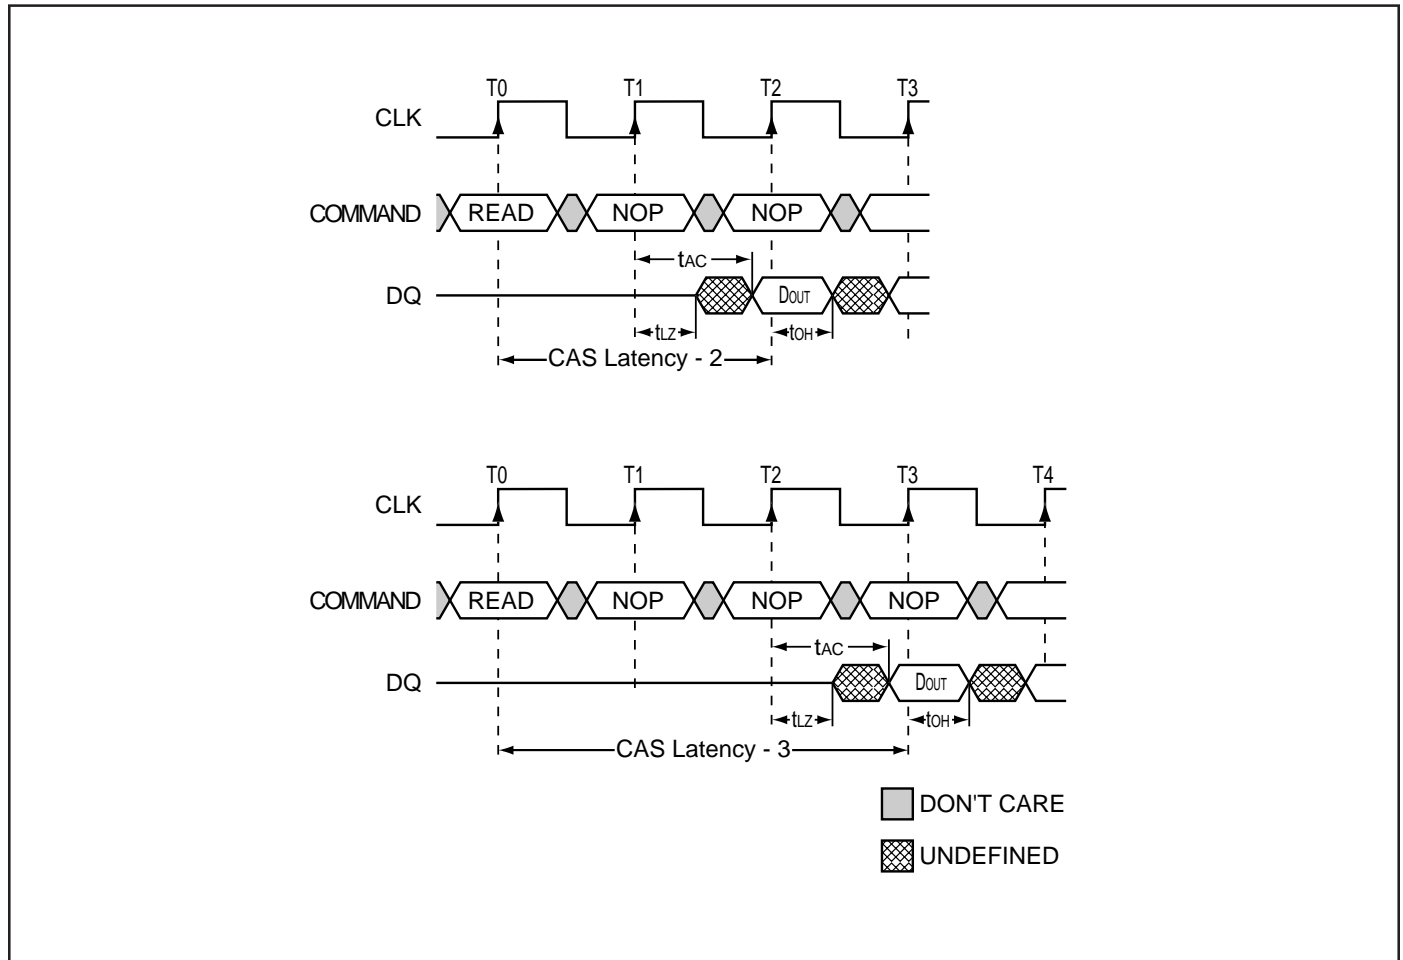 T0 T1 T2 T3
CLK
COMMAND READ NOP NOP
tAC
DQ DOUT
tLZ tOH
CAS Latency - 2
T0 T1 T2 T3 T4
CLK
COMMAND READ NOP NOP NOP
tAC
DQ DOUT
tLZ tOH
CAS Latency - 3
DON'T CARE
UNDEFINED